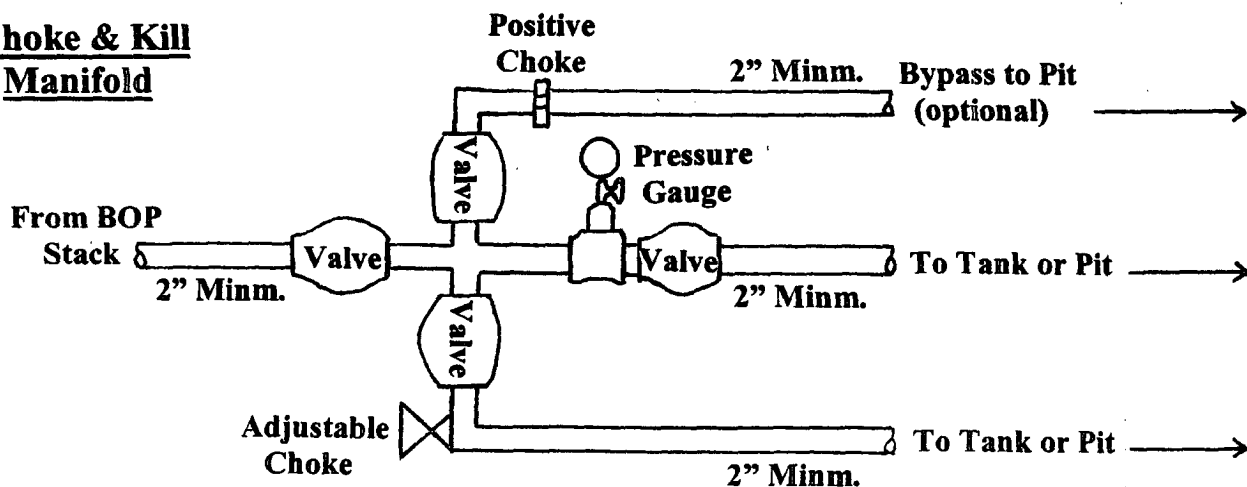 hoke & Kill
Manifold
Positive
Choke
2” Minm.
Bypass to Pit
(optional)
Valve
Pressure
Gauge
From BOP
Stack
Valve
Valve
To Tank or Pit
2” Minm.
2” Minm.
Valve
Adjustable
Choke
To Tank or Pit
2” Minm.